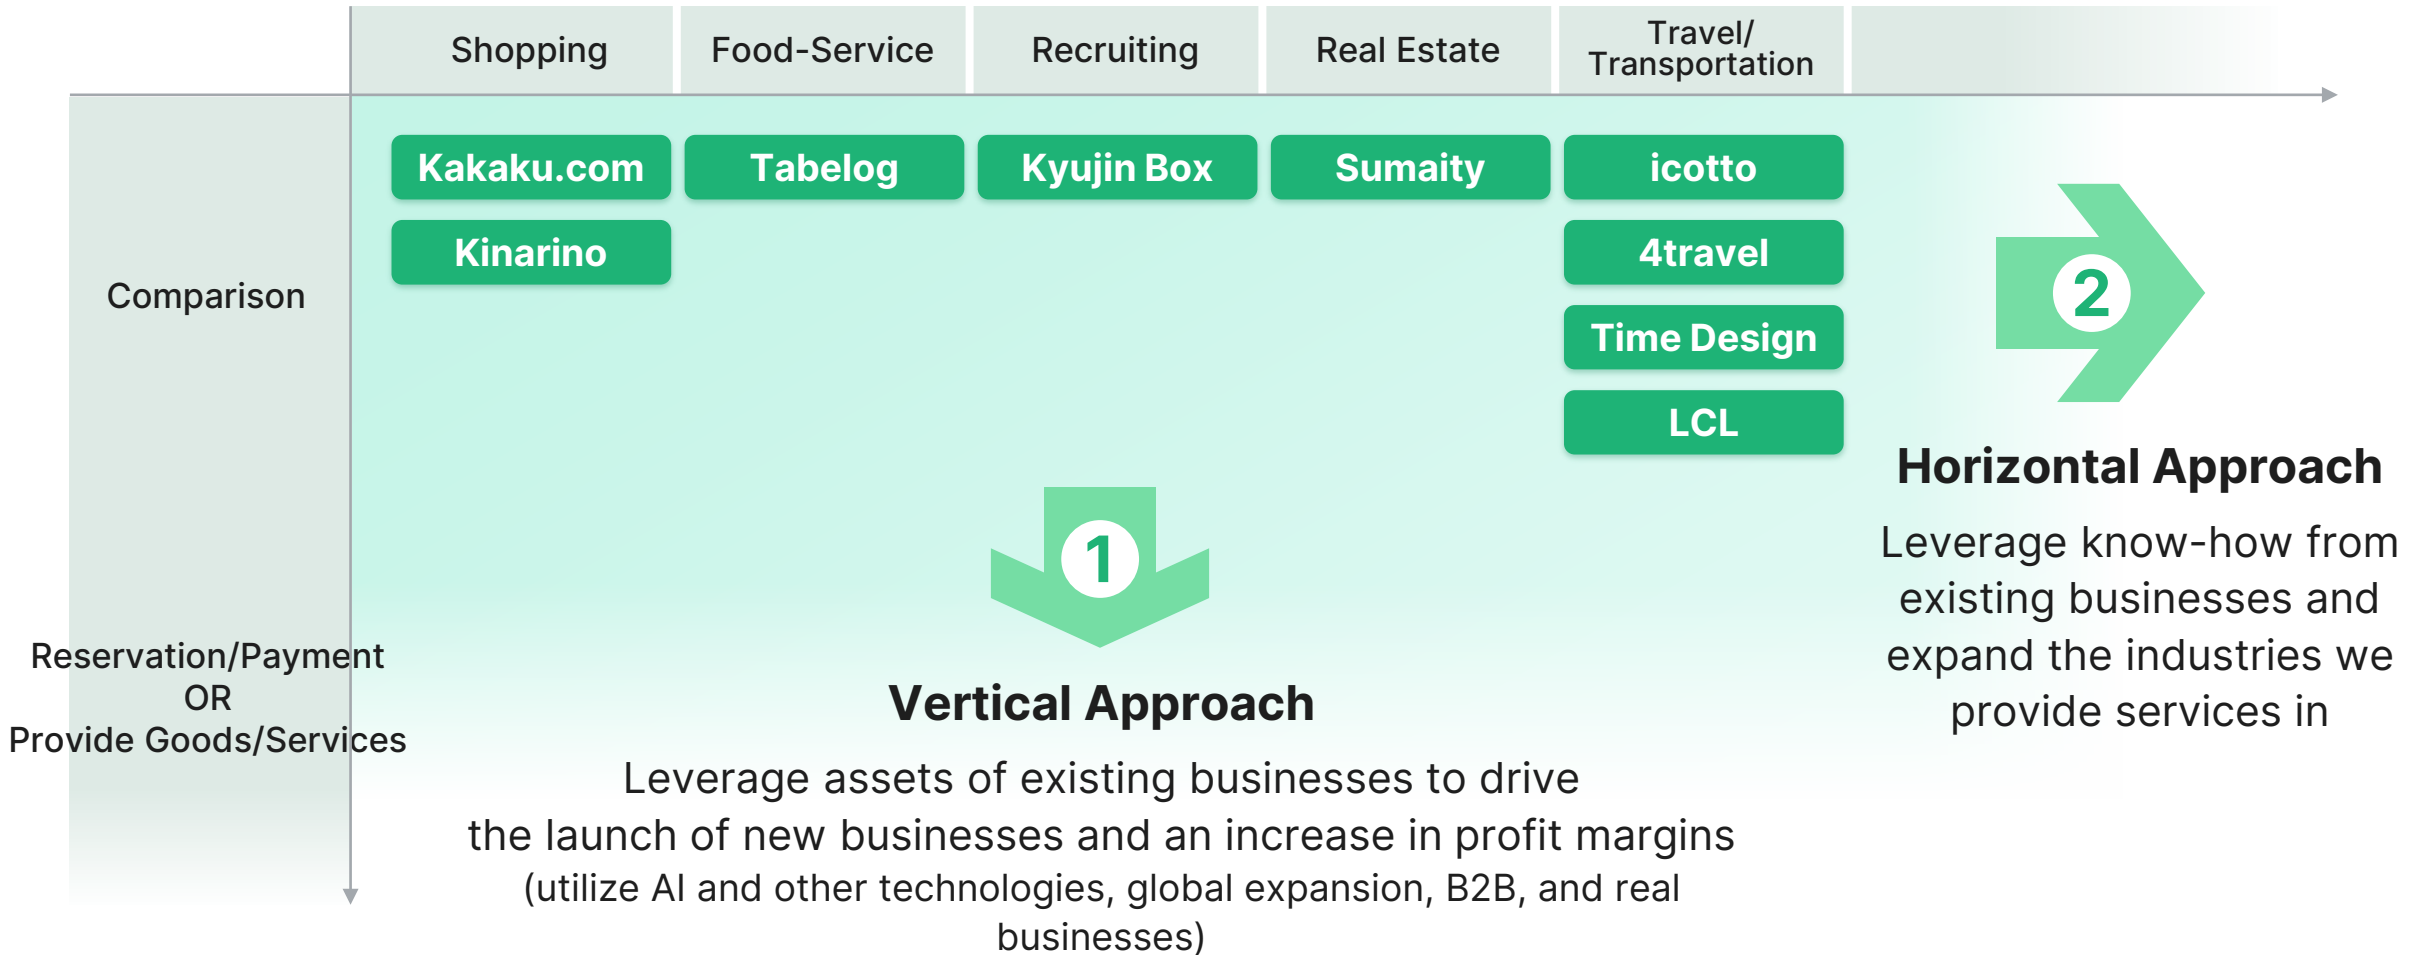 Shopping
Food-Service
Recruiting
Real Estate
Travel/
Transportation
Comparison
Kakaku.com
Tabelog
Kyujin Box
Sumaity
icotto
Kinarino
4travel
Time Design
LCL
2
Horizontal Approach
Leverage know-how from
existing businesses and
expand the industries we
provide services in
Reservation/Payment
OR
Provide Goods/Services
1
Vertical Approach
Leverage assets of existing businesses to drive
the launch of new businesses and an increase in profit margins
(utilize AI and other technologies, global expansion, B2B, and real
businesses)